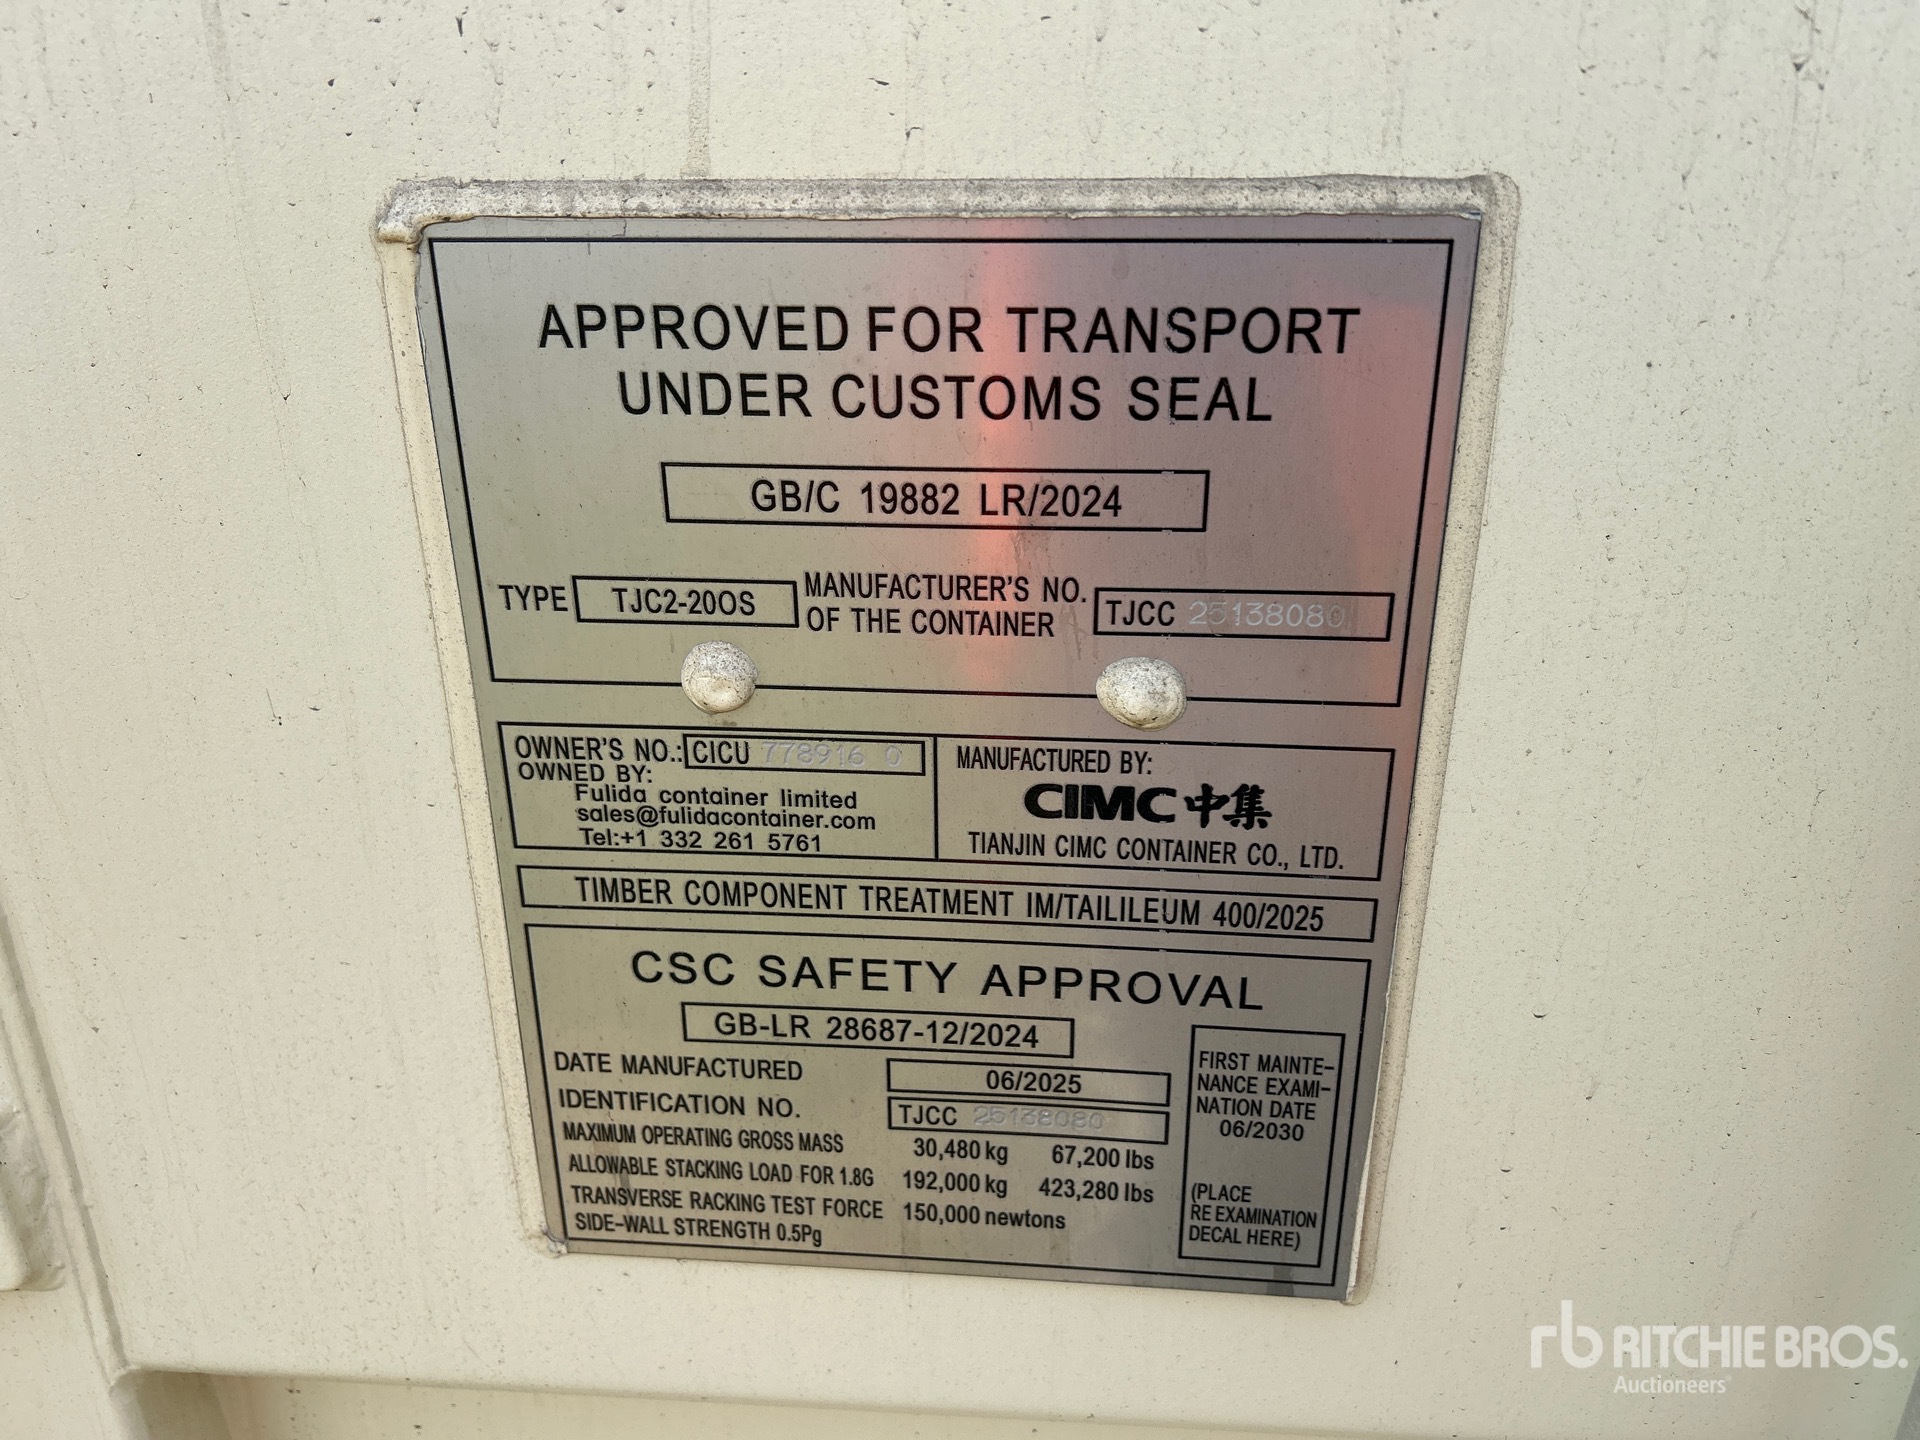 APPROVED FOR TRANSPORT
UNDER CUSTOMS SEAL
GB/C 19882 LR/2024
TYPE TJC2-20OS MANUFACTURER'S NO.
OF THE CONTAINER TJCC 25138080
OWNER'S NO.: CICU 778916 0
OWNED BY:
Fulida container limited
sales@fulidacontainer.com
Tel:+1 332 261 5761
MANUFACTURED BY:
CIMC 中集
TIANJIN CIMC CONTAINER CO., LTD.
TIMBER COMPONENT TREATMENT IM/TAILILEUM 400/2025
CSC SAFETY APPROVAL
GB-LR 28687-12/2024
DATE MANUFACTURED 06/2025
IDENTIFICATION NO. TJCC 25138080
MAXIMUM OPERATING GROSS MASS 30,480 kg 67,200 lbs
ALLOWABLE STACKING LOAD FOR 1.8G 192,000 kg 423,280 lbs
TRANSVERSE RACKING TEST FORCE 150,000 newtons
SIDE-WALL STRENGTH 0.5Pg
FIRST MAINTE-
NANCE EXAMI-
NATION DATE
06/2030
(PLACE
RE EXAMINATION
DECAL HERE)
rb RITCHIE BROS.
Auctioneers